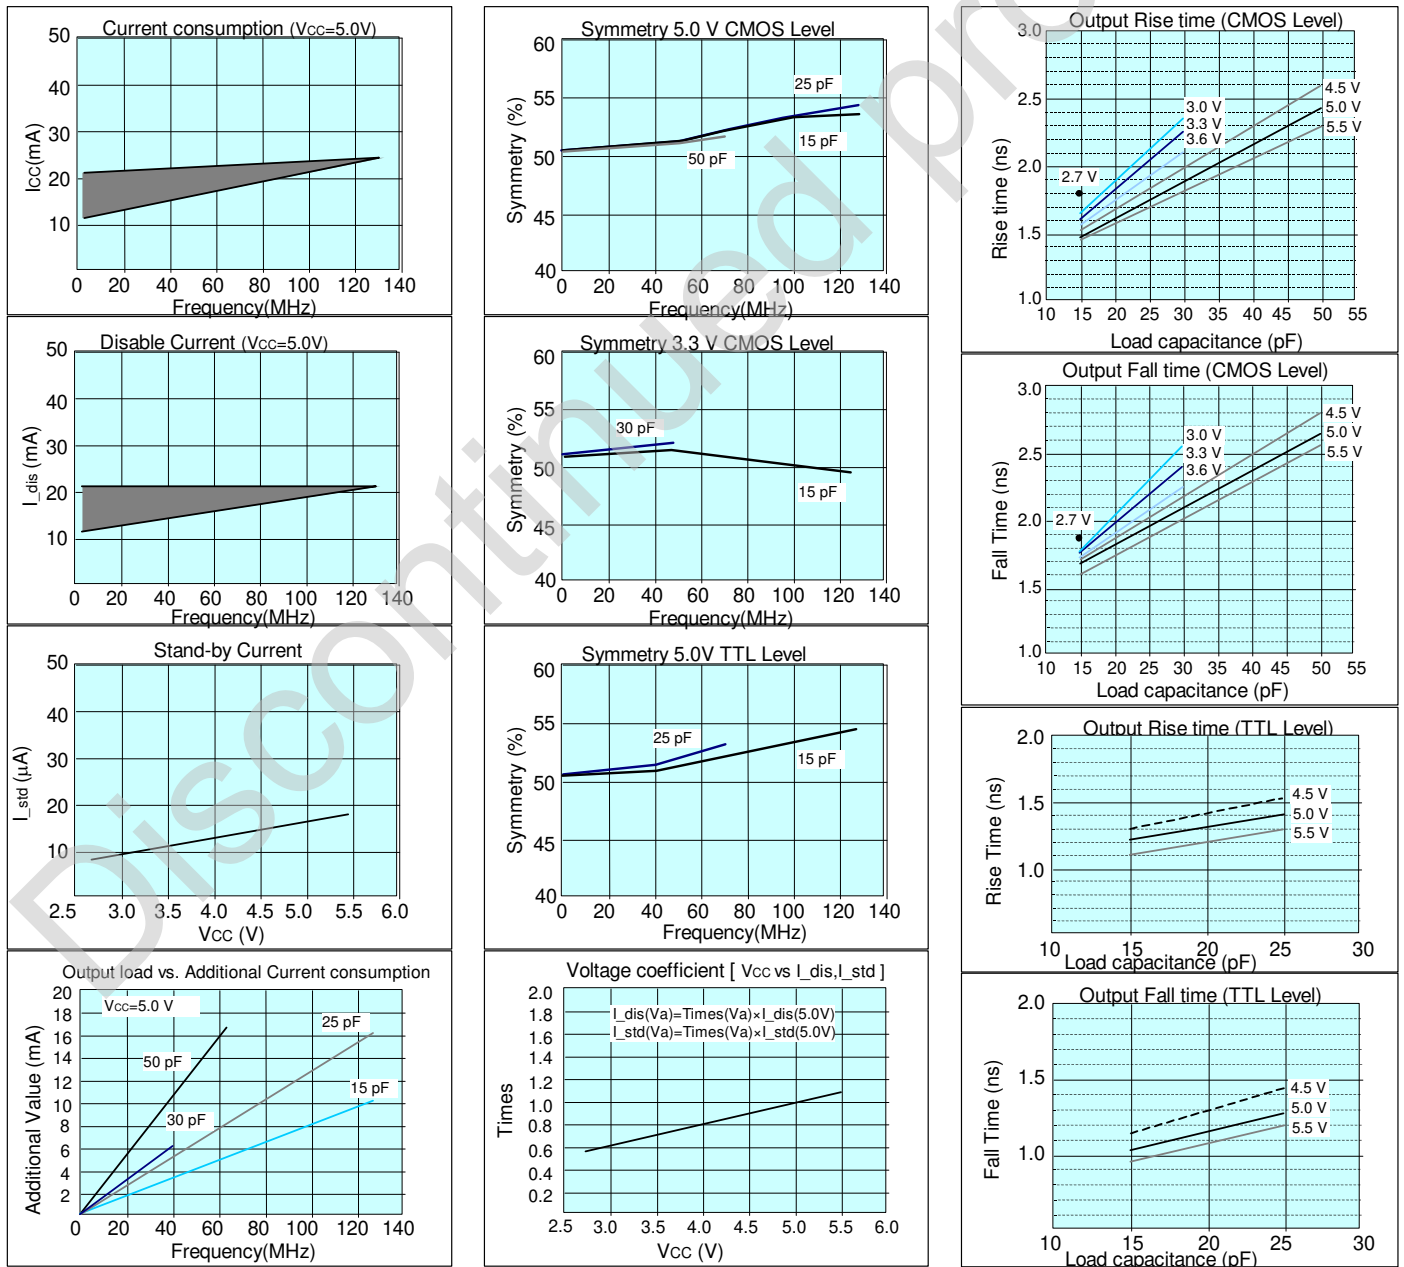 Current consumption (VCC=5.0V)
50
40
30
20
10
ICC(mA)
0 20 40 60 80 100 120 140
Frequency(MHz)
Disable Current (VCC=5.0V)
50
40
30
20
10
I_dis (mA)
0 20 40 60 80 100 120 140
Frequency(MHz)
Stand-by Current
50
40
30
20
10
I_std (µA)
2.5 3.0 3.5 4.0 4.5 5.0 5.5 6.0
VCC (V)
Output load vs. Additional Current consumption
20
18
16
14
12
10
8
6
4
2
Additional Value (mA)
VCC=5.0 V
50 pF
25 pF
30 pF
15 pF
0 20 40 60 80 100 120 140
Frequency(MHz)
Symmetry 5.0 V CMOS Level
60
55
50
45
40
Symmetry (%)
25 pF
15 pF
50 pF
0 20 40 60 80 100 120 140
Frequency(MHz)
Symmetry 3.3 V CMOS Level
60
55
50
45
40
Symmetry (%)
30 pF
15 pF
0 20 40 60 80 100 120 140
Frequency(MHz)
Symmetry 5.0V TTL Level
60
55
50
45
40
Symmetry (%)
25 pF
15 pF
0 20 40 60 80 100 120 140
Frequency(MHz)
Voltage coefficient [ VCC vs I_dis,I_std ]
2.0
1.8
1.6
1.4
1.2
1.0
0.8
0.6
0.4
0.2
Times
I_dis(Va)=Times(Va)×I_dis(5.0V)
I_std(Va)=Times(Va)×I_std(5.0V)
2.5 3.0 3.5 4.0 4.5 5.0 5.5 6.0
VCC (V)
Output Rise time (CMOS Level)
3.0
2.5
2.0
1.5
1.0
Rise time (ns)
4.5 V
5.0 V
5.5 V
3.0 V
3.3 V
3.6 V
2.7 V
10 15 20 25 30 35 40 45 50 55
Load capacitance (pF)
Output Fall time (CMOS Level)
3.0
2.5
2.0
1.5
1.0
Fall Time (ns)
4.5 V
5.0 V
5.5 V
3.0 V
3.3 V
3.6 V
2.7 V
10 15 20 25 30 35 40 45 50 55
Load capacitance (pF)
Output Rise time (TTL Level)
2.0
1.5
1.0
Rise Time (ns)
4.5 V
5.0 V
5.5 V
10 15 20 25 30
Load capacitance (pF)
Output Fall time (TTL Level)
2.0
1.5
1.0
Fall Time (ns)
4.5 V
5.0 V
5.5 V
10 15 20 25 30
Load capacitance (pF)
Discontinued pro